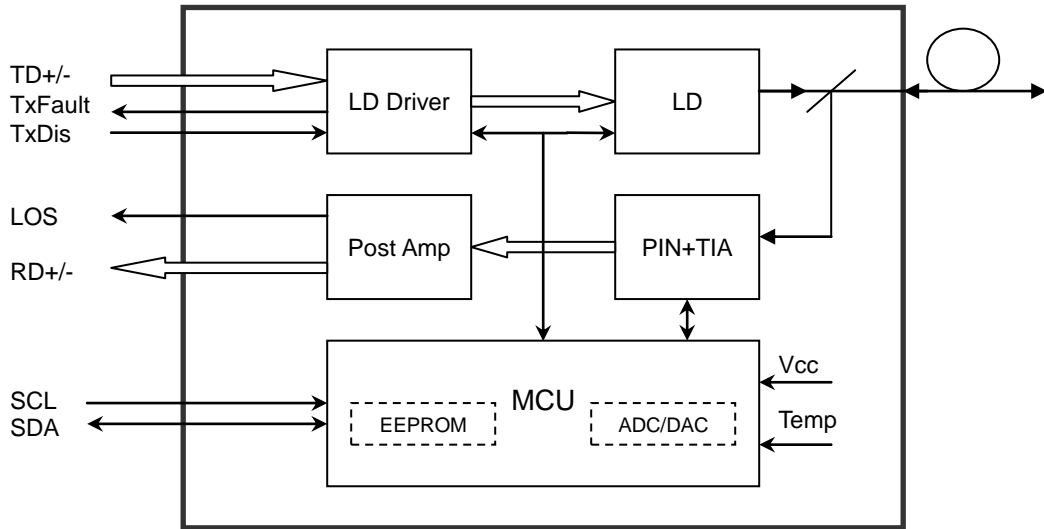 TD+/-
TxFault
TxDis
LD Driver
LD
LOS
RD+/-
Post Amp
PIN+TIA
SCL
SDA
MCU
EEPROM
ADC/DAC
Vcc
Temp